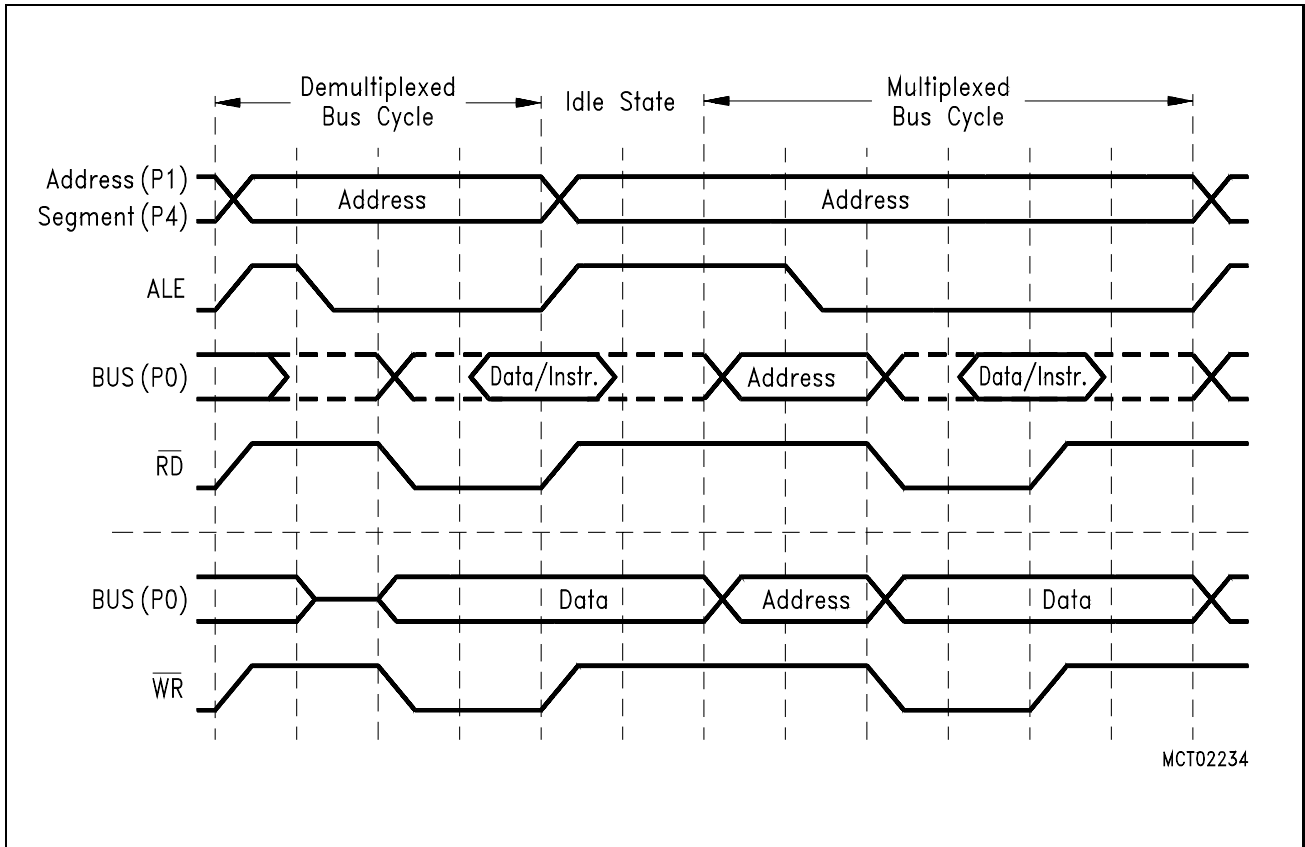 Demultiplexed
Bus Cycle
Idle State
Multiplexed
Bus Cycle
Address (P1)
Segment (P4)
Address
Address
ALE
BUS (P0)
Data/Instr.
Address
Data/Instr.
RD
BUS (P0)
Data
Address
Data
WR
MCT02234